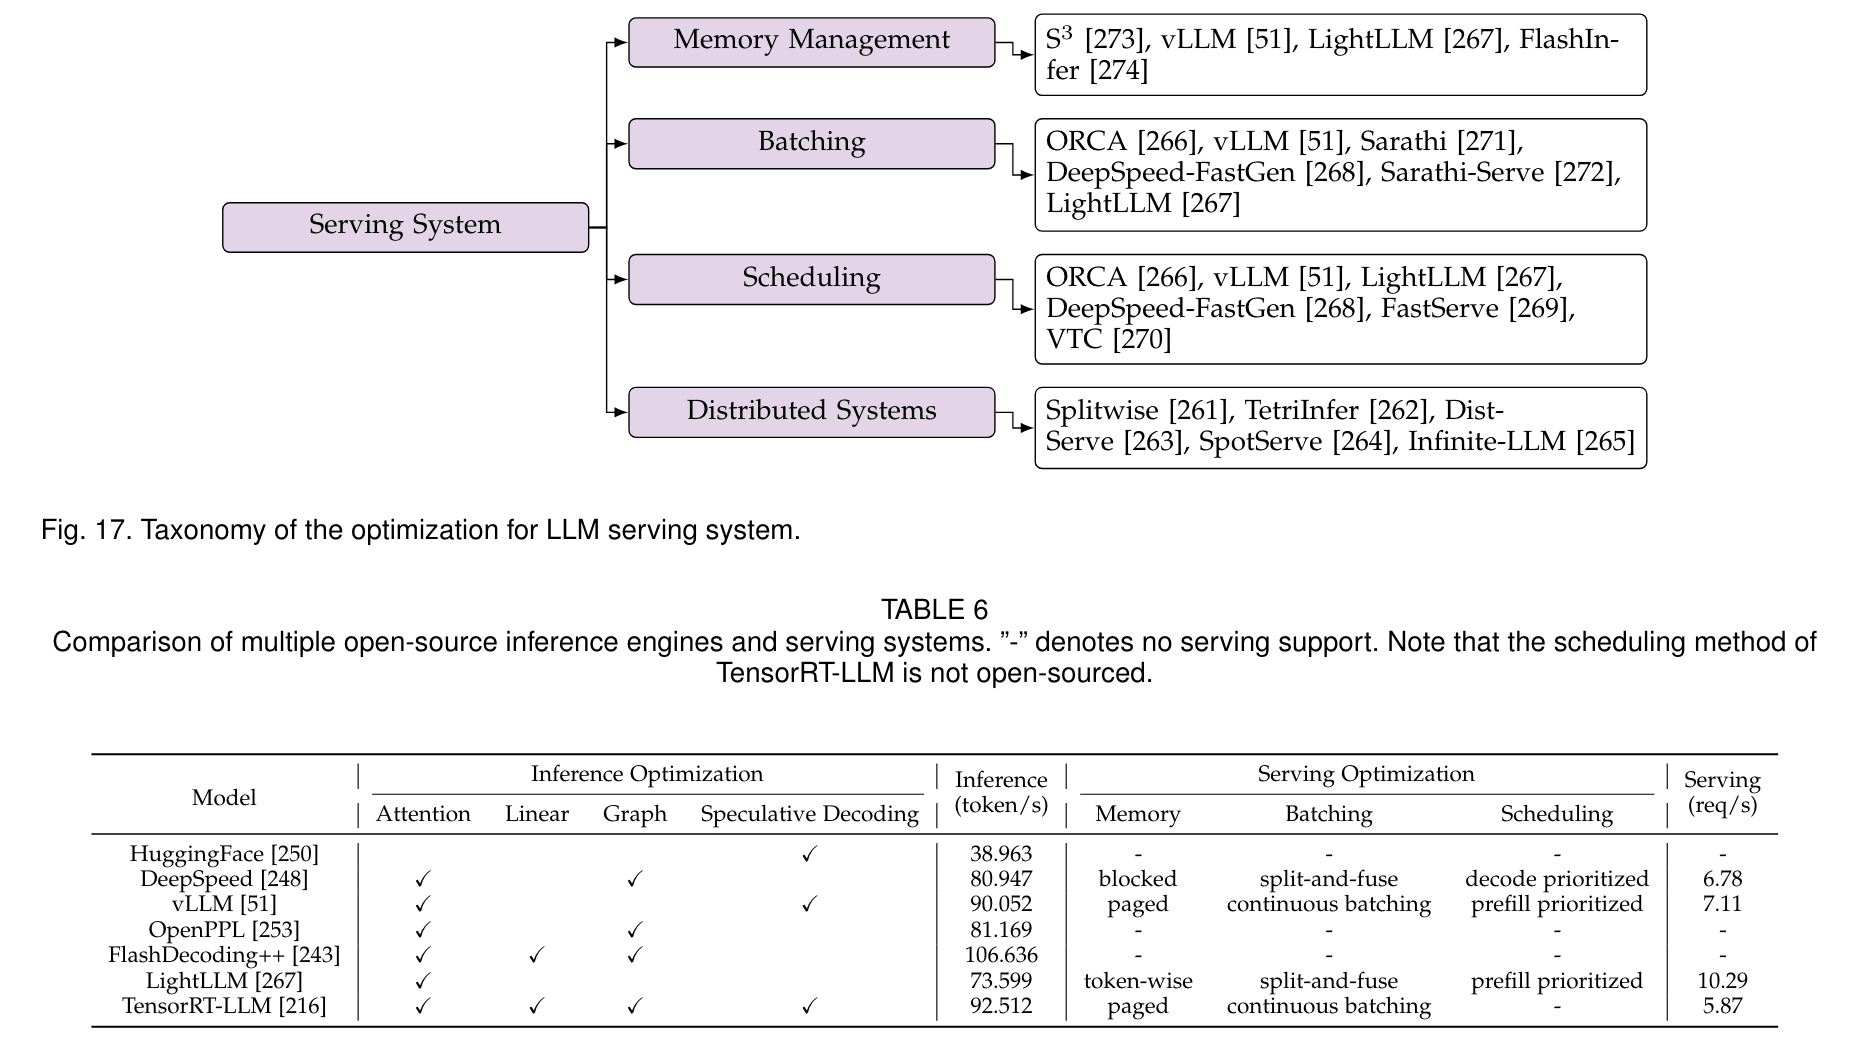 Serving System
Memory Management
S³ [273], vLLM [51], LightLLM [267], FlashIn-
fer [274]
Batching
ORCA [266], vLLM [51], Sarathi [271],
DeepSpeed-FastGen [268], Sarathi-Serve [272],
LightLLM [267]
Scheduling
ORCA [266], vLLM [51], LightLLM [267],
DeepSpeed-FastGen [268], FastServe [269],
VTC [270]
Distributed Systems
Splitwise [261], TetriInfer [262], Dist-
Serve [263], SpotServe [264], Infinite-LLM [265]
Fig. 17. Taxonomy of the optimization for LLM serving system.
TABLE 6
Comparison of multiple open-source inference engines and serving systems. ”-” denotes no serving support. Note that the scheduling method of
TensorRT-LLM is not open-sourced.
Model Inference Optimization Inference (token/s) Serving Optimization Serving (req/s)
Attention Linear Graph Speculative Decoding Memory Batching Scheduling
HuggingFace [250] ✓ 38.963 - - - -
DeepSpeed [248] ✓ ✓ 80.947 blocked split-and-fuse decode prioritized 6.78
vLLM [51] ✓ ✓ 90.052 paged continuous batching prefill prioritized 7.11
OpenPPL [253] ✓ ✓ 81.169 - - - -
FlashDecoding++ [243] ✓ ✓ ✓ 106.636 - - - -
LightLLM [267] ✓ 73.599 token-wise split-and-fuse prefill prioritized 10.29
TensorRT-LLM [216] ✓ ✓ ✓ ✓ 92.512 paged continuous batching - 5.87